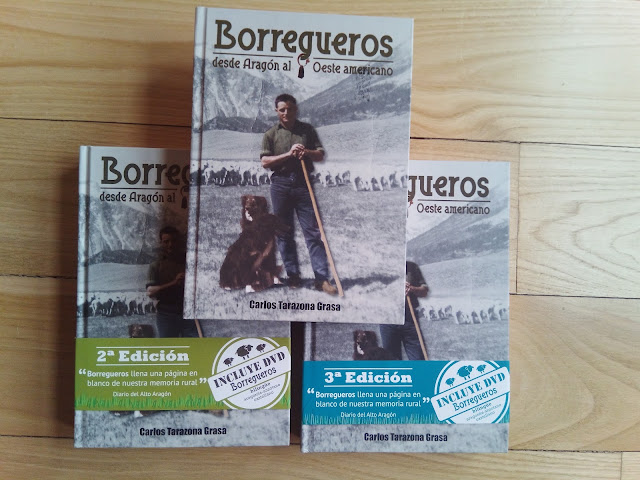 Borregueros
desde Aragón al Oeste americano
Carlos Tarazona Grasa
Borreg
desde Aragón al
2ª Edición
"Borregueros llena una página en
blanco de nuestra memoria rural"
Diario del Alto Aragón
INCLUYE DVD
Borregueros
bilingüe
Carlos Tarazona Grasa
gueros
Oeste americano
3ª Edición
"Borregueros llena una página en
blanco de nuestra memoria rural"
Diario del Alto Aragón
INCLUYE DVD
Borregueros
bilingüe
Carlos Tarazona Grasa